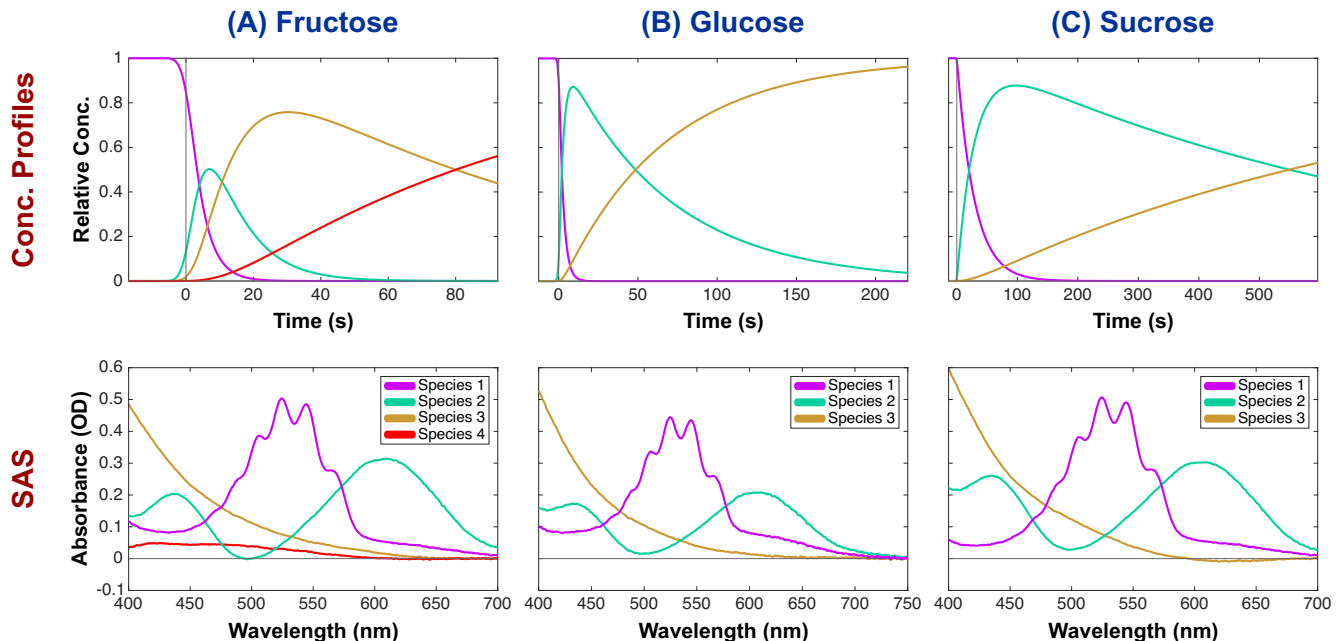 (A) Fructose
(B) Glucose
(C) Sucrose
Conc. Profiles
Relative Conc.
1
0.8
0.6
0.4
0.2
0
0 20 40 60 80
Time (s)
0 50 100 150 200
Time (s)
0 100 200 300 400 500
Time (s)
SAS
Absorbance (OD)
0.6
0.5
0.4
0.3
0.2
0.1
0
-0.1
Species 1
Species 2
Species 3
Species 4
400 450 500 550 600 650 700
Wavelength (nm)
Species 1
Species 2
Species 3
400 450 500 550 600 650 700 750
Wavelength (nm)
Species 1
Species 2
Species 3
400 450 500 550 600 650 700
Wavelength (nm)